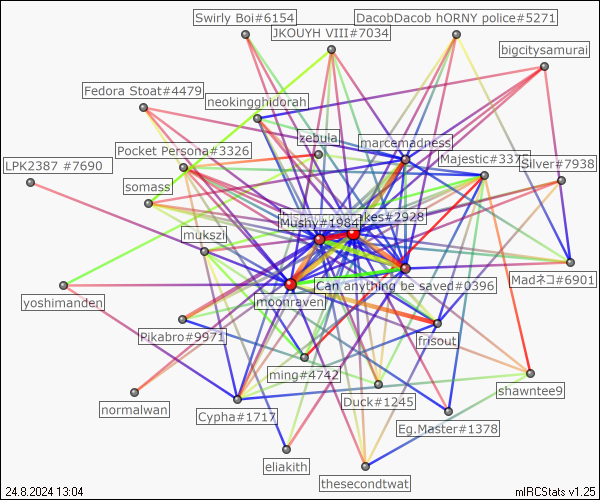 Swirly Boi#6154
DacobDacob hORNY police#5271
JKOUYH VIII#7034
bigcitysamurai
Fedora Stoat#4479
neokingghidorah
zebula
marcemadness
Pocket Persona#3326
Majestic#337
Silver#7938
LPK2387 #7690
somass
Mushy#1984
kes#2928
mukszi
Can anything be saved#0396
Madネコ#6901
moonraven
yoshimanden
Pikabro#9971
frisout
ming#4742
shawntee9
Duck#1245
normalwan
Cypha#1717
Eg.Master#1378
eliakith
thesecondtwat
24.8.2024 13:04
mIRCStats v1.25